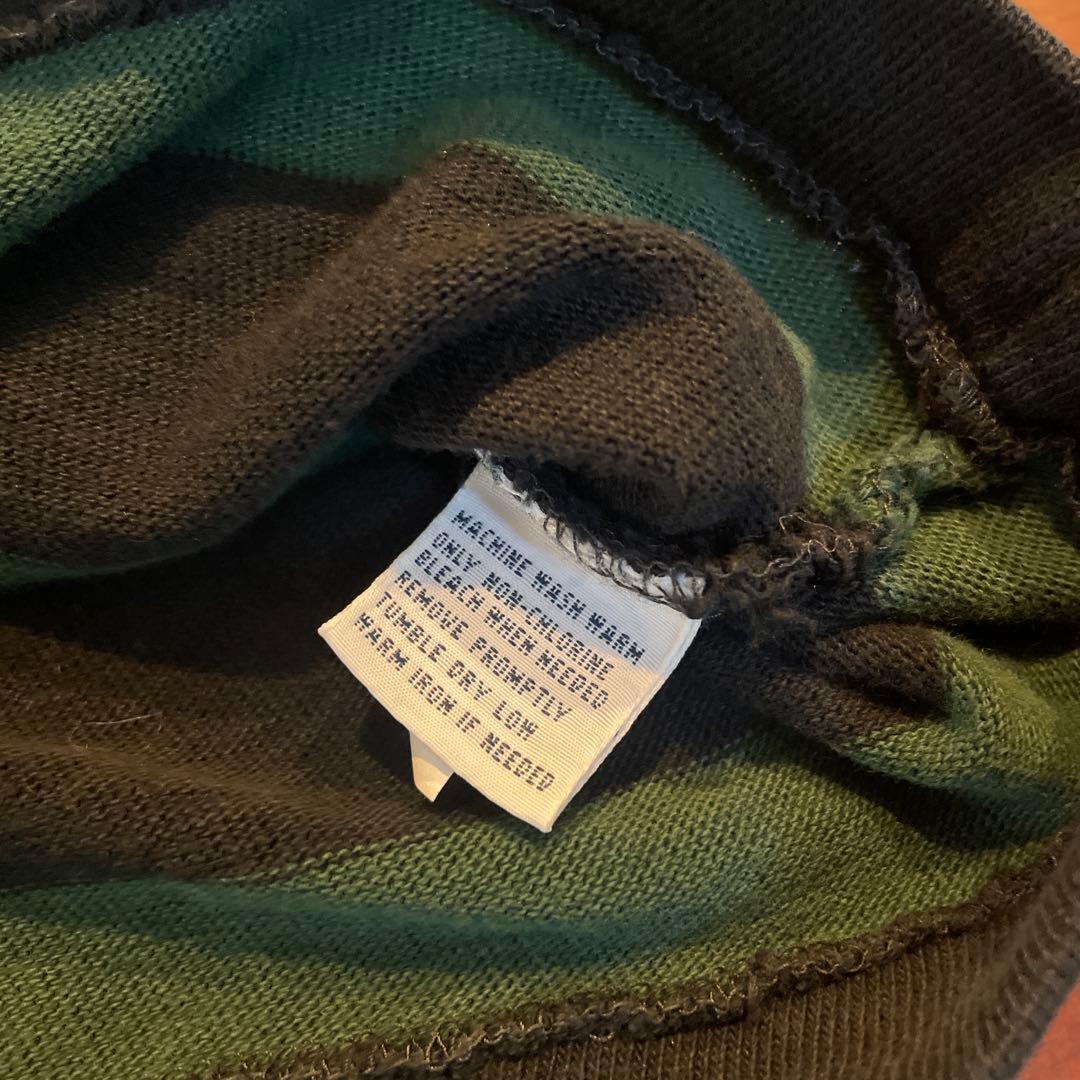 MACHINE WASH WARM
ONLY NON-CHLORINE
BLEACH WHEN NEEDED
REMOVE PROMPTLY
TUMBLE DRY LOW
WARM IRON IF NEEDED